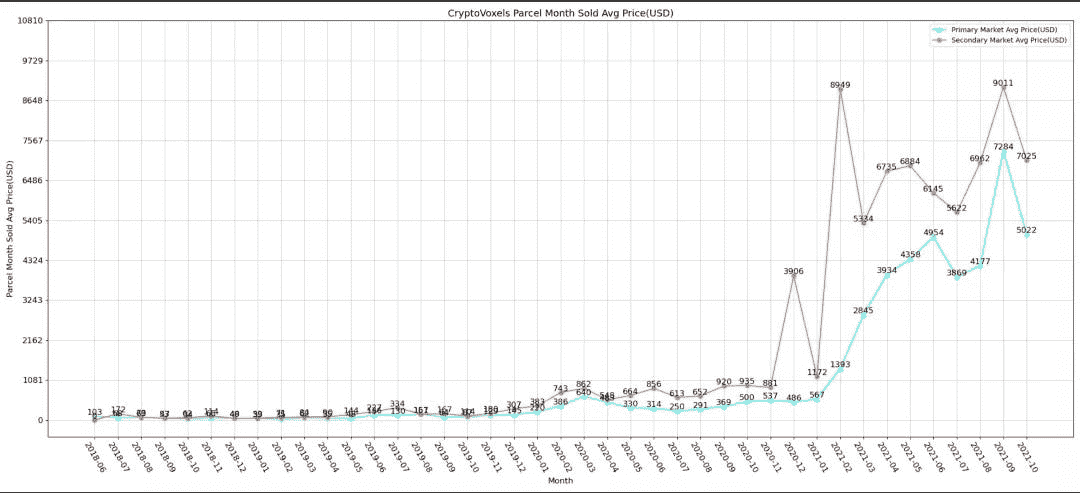 CryptoVoxels Parcel Month Sold Avg Price(USD)
Primary Market Avg Price(USD)
Secondary Market Avg Price(USD)
Parcel Month Sold Avg Price(USD)
10810
9729
8648
7567
6486
5405
4324
3243
2162
1081
0
103 172 334 307 383 743 862 664 856 613 657 920 935 881 3906 1172 8949 5334 6735 6884 6145 5622 6962 9011 7025
386 640 330 314 250 291 369 500 537 486 567 1393 2845 3934 4358 4954 3869 4177 7284 5022
2018-06 2018-07 2018-08 2018-09 2018-10 2018-11 2018-12 2019-01 2019-02 2019-03 2019-04 2019-05 2019-06 2019-07 2019-08 2019-09 2019-10 2019-11 2019-12 2020-01 2020-02 2020-03 2020-04 2020-05 2020-06 2020-07 2020-08 2020-09 2020-10 2020-11 2020-12 2021-01 2021-02 2021-03 2021-04 2021-05 2021-06 2021-07 2021-08 2021-09 2021-10
Month